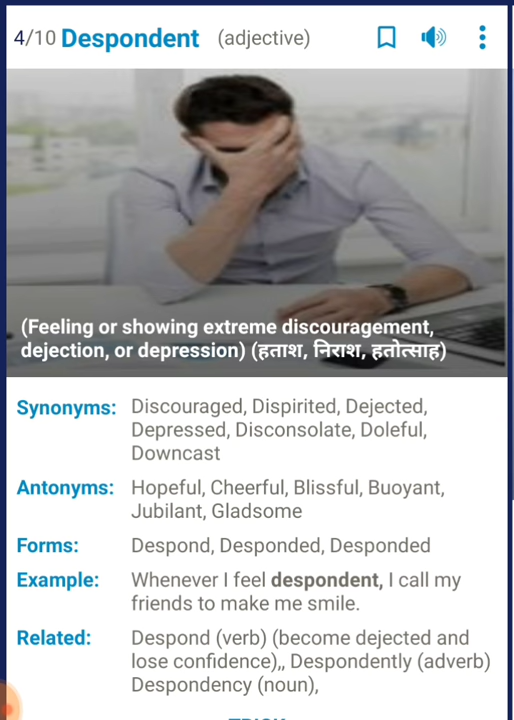 4/10 Despondent (adjective)
(Feeling or showing extreme discouragement,
dejection, or depression) (हताश, निराश, हतोत्साह)
Synonyms: Discouraged, Dispirited, Dejected,
Depressed, Disconsolate, Doleful,
Downcast
Antonyms: Hopeful, Cheerful, Blissful, Buoyant,
Jubilant, Gladsome
Forms: Despond, Desponded, Desponded
Example: Whenever I feel despondent, I call my
friends to make me smile.
Related: Despond (verb) (become dejected and
lose confidence),, Despondently (adverb)
Despondency (noun),